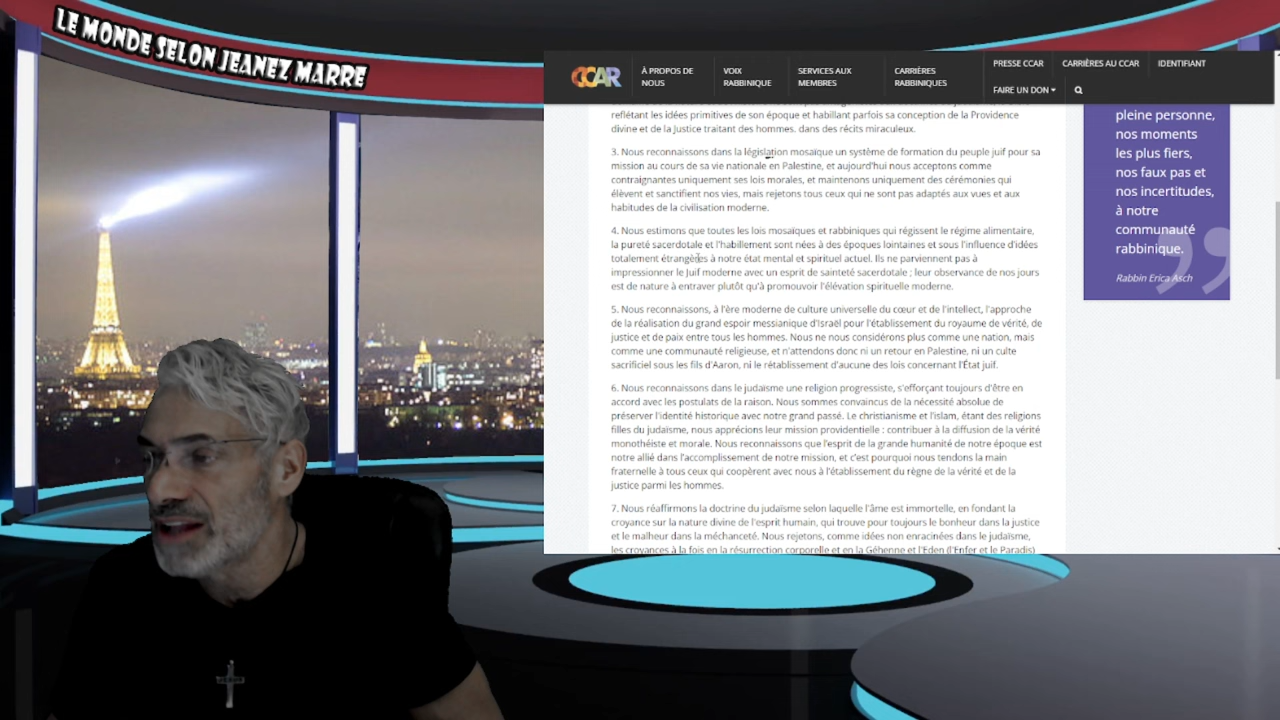 LE MONDE SELON JEANEZ MARRE
CCAR
À PROPOS DE
NOUS
VOIX
RABBINIQUE
SERVICES AUX
MEMBRES
CARRIÈRES
RABBINIQUES
PRESSE CCAR
CARRIÈRES AU CCAR
IDENTIFIANT
FAIRE UN DON
reflétant les idées primitives de son époque et habillant parfois sa conception de la Providence
divine et de la Justice traitant des hommes. dans des récits miraculeux.
3. Nous reconnaissons dans la législation mosaïque un système de formation du peuple juif pour sa
mission au cours de sa vie nationale en Palestine, et aujourd'hui nous acceptons comme
contraignantes uniquement ses lois morales, et maintenons uniquement des cérémonies qui
élèvent et sanctifient nos vies, mais rejetons tous ceux qui ne sont pas adaptés aux vues et aux
habitudes de la civilisation moderne.
4. Nous estimons que toutes les lois mosaïques et rabbiniques qui régissent le régime alimentaire,
la pureté sacerdotale et l'habillement sont nées à des époques lointaines et sous l'influence d'idées
totalement étrangères à notre état mental et spirituel actuel. Ils ne parviennent pas à
impressionner le Juif moderne avec un esprit de sainteté sacerdotale ; leur observance de nos jours
est de nature à entraver plutôt qu'à promouvoir l'élévation spirituelle moderne.
5. Nous reconnaissons, à l'ère moderne de culture universelle du cœur et de l'intellect, l'approche
de la réalisation du grand espoir messianique d'Israël pour l'établissement du royaume de vérité, de
justice et de paix entre tous les hommes. Nous ne nous considérons plus comme une nation, mais
comme une communauté religieuse, et n'attendons donc ni un retour en Palestine, ni un culte
sacrificiel sous les fils d'Aaron, ni le rétablissement d'aucune des lois concernant l'État juif.
6. Nous reconnaissons dans le judaïsme une religion progressiste, s'efforçant toujours d'être en
accord avec les postulats de la raison. Nous sommes convaincus de la nécessité absolue de
préserver l'identité historique avec notre grand passé. Le christianisme et l'islam, étant des religions
filles du judaïsme, nous apprécions leur mission providentielle : contribuer à la diffusion de la vérité
monothéiste et morale. Nous reconnaissons que l'esprit de la grande humanité de notre époque est
notre allié dans l'accomplissement de notre mission, et c'est pourquoi nous tendons la main
fraternelle à tous ceux qui coopèrent avec nous à l'établissement du règne de la vérité et de la
justice parmi les hommes.
7. Nous réaffirmons la doctrine du judaïsme selon laquelle l'âme est immortelle, en fondant la
croyance sur la nature divine de l'esprit humain, qui trouve pour toujours le bonheur dans la justice
et le malheur dans la méchanceté. Nous rejetons, comme idées non enracinées dans le judaïsme,
les croyances à la fois en la résurrection corporelle et en la Géhenne et l'Eden (l'Enfer et le Paradis)
pleine personne,
nos moments
les plus fiers,
nos faux pas et
nos incertitudes,
à notre
communauté
rabbinique.
Rabbin Erica Asch